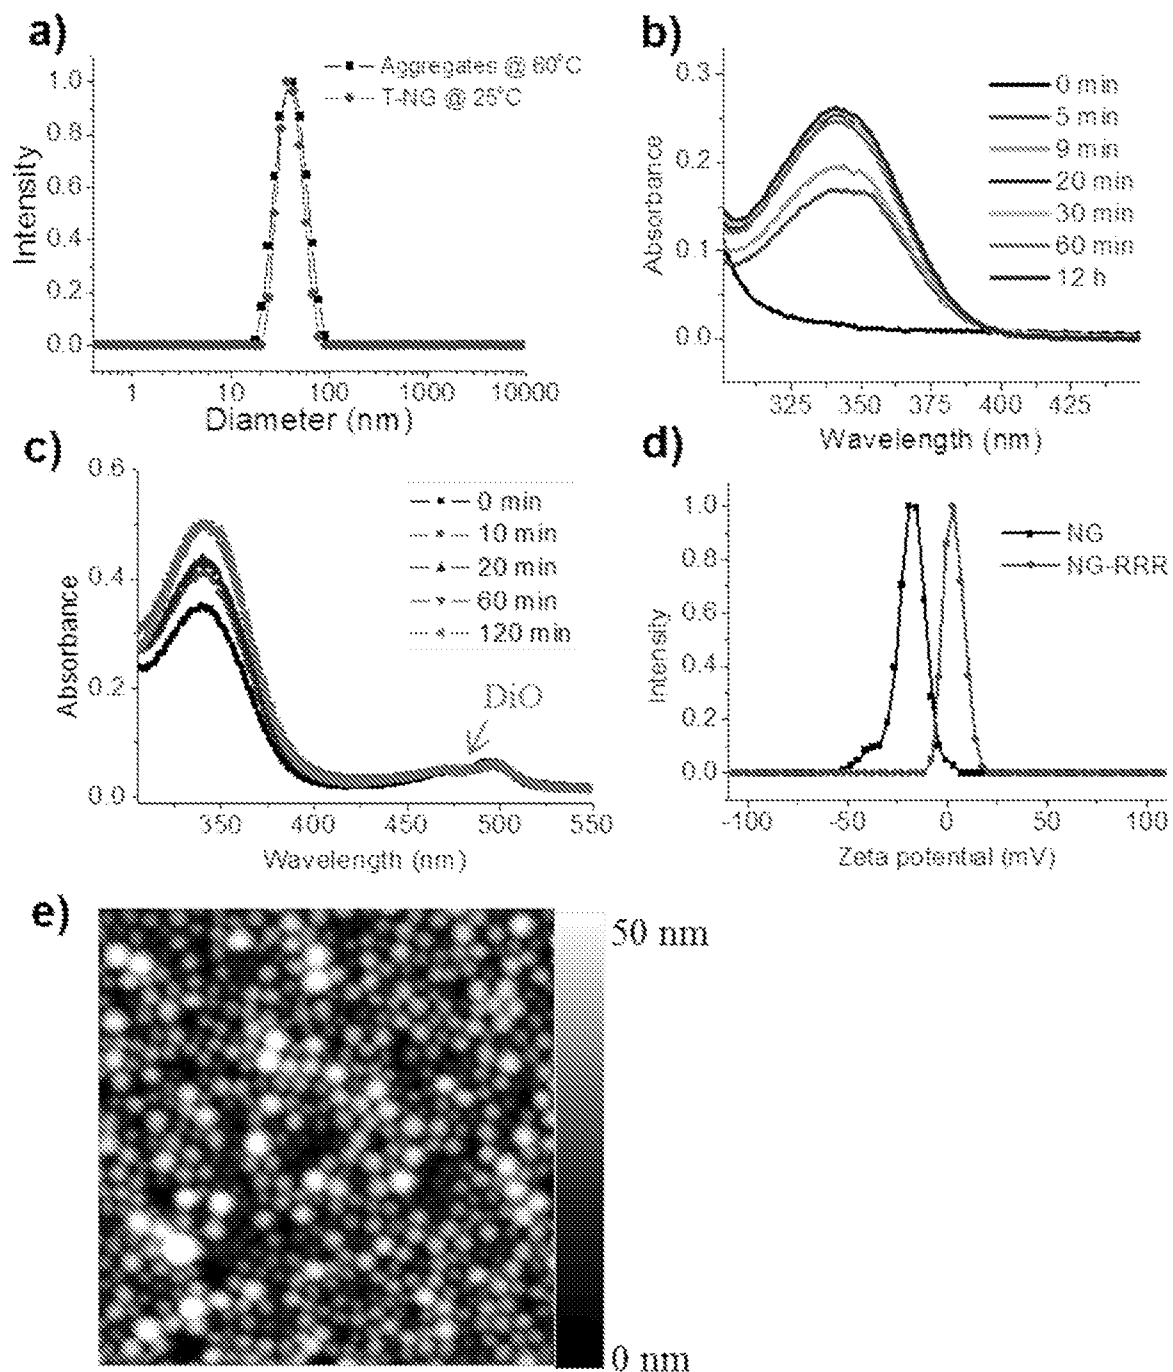 a)
Aggregates @ 60°C
T-NG @ 25°C
1.0
0.8
0.6
0.4
0.2
0.0
Intensity
1 10 100 1000 10000
Diameter (nm)
b)
0.3
0.2
0.1
0.0
Absorbance
0 min
5 min
9 min
20 min
30 min
60 min
12 h
325 350 375 400 425
Wavelength (nm)
c)
0.6
0.4
0.2
0.0
Absorbance
0 min
10 min
20 min
60 min
120 min
DiO
350 400 450 500 550
Wavelength (nm)
d)
1.0
0.8
0.6
0.4
0.2
0.0
Intensity
NG
NG-RRR
-100 -50 0 50 100
Zeta potential (mV)
e)
50 nm
0 nm